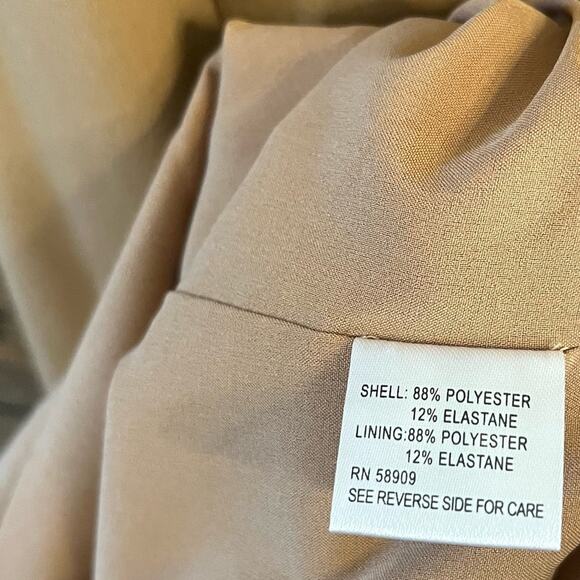 SHELL: 88% POLYESTER
12% ELASTANE
LINING:88% POLYESTER
12% ELASTANE
RN 58909
SEE REVERSE SIDE FOR CARE